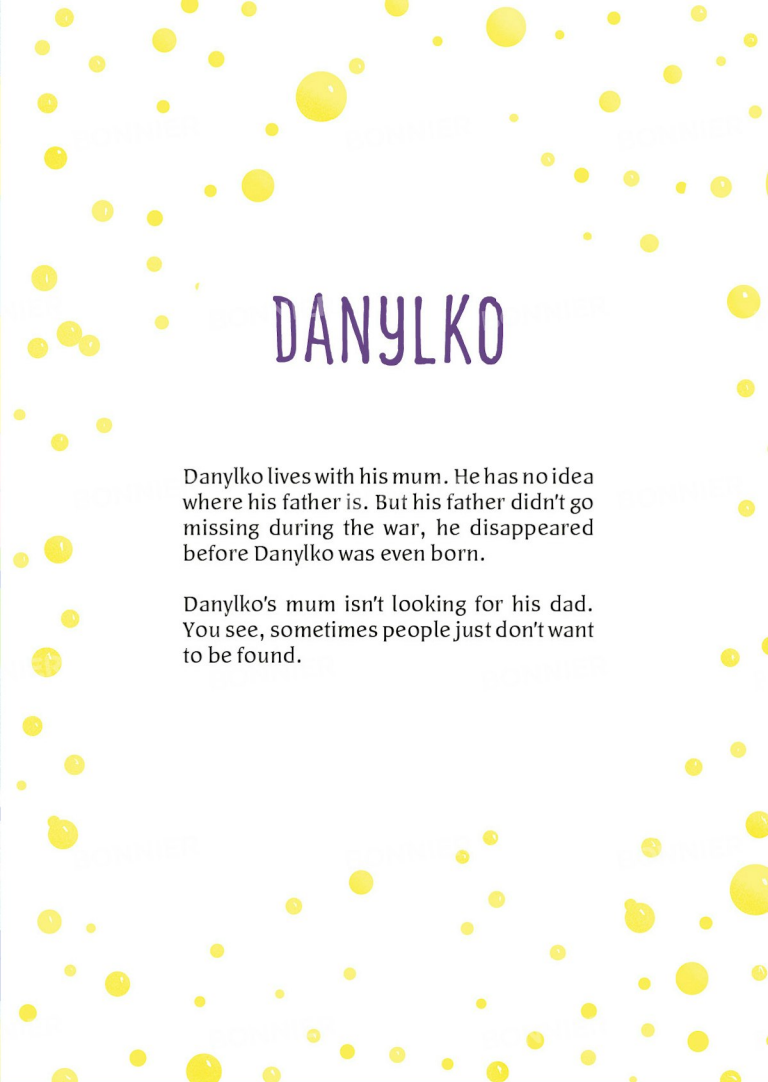 DANYLKO
Danylko lives with his mum. He has no idea
where his father is. But his father didn't go
missing during the war, he disappeared
before Danylko was even born.
Danylko's mum isn't looking for his dad.
You see, sometimes people just don't want
to be found.